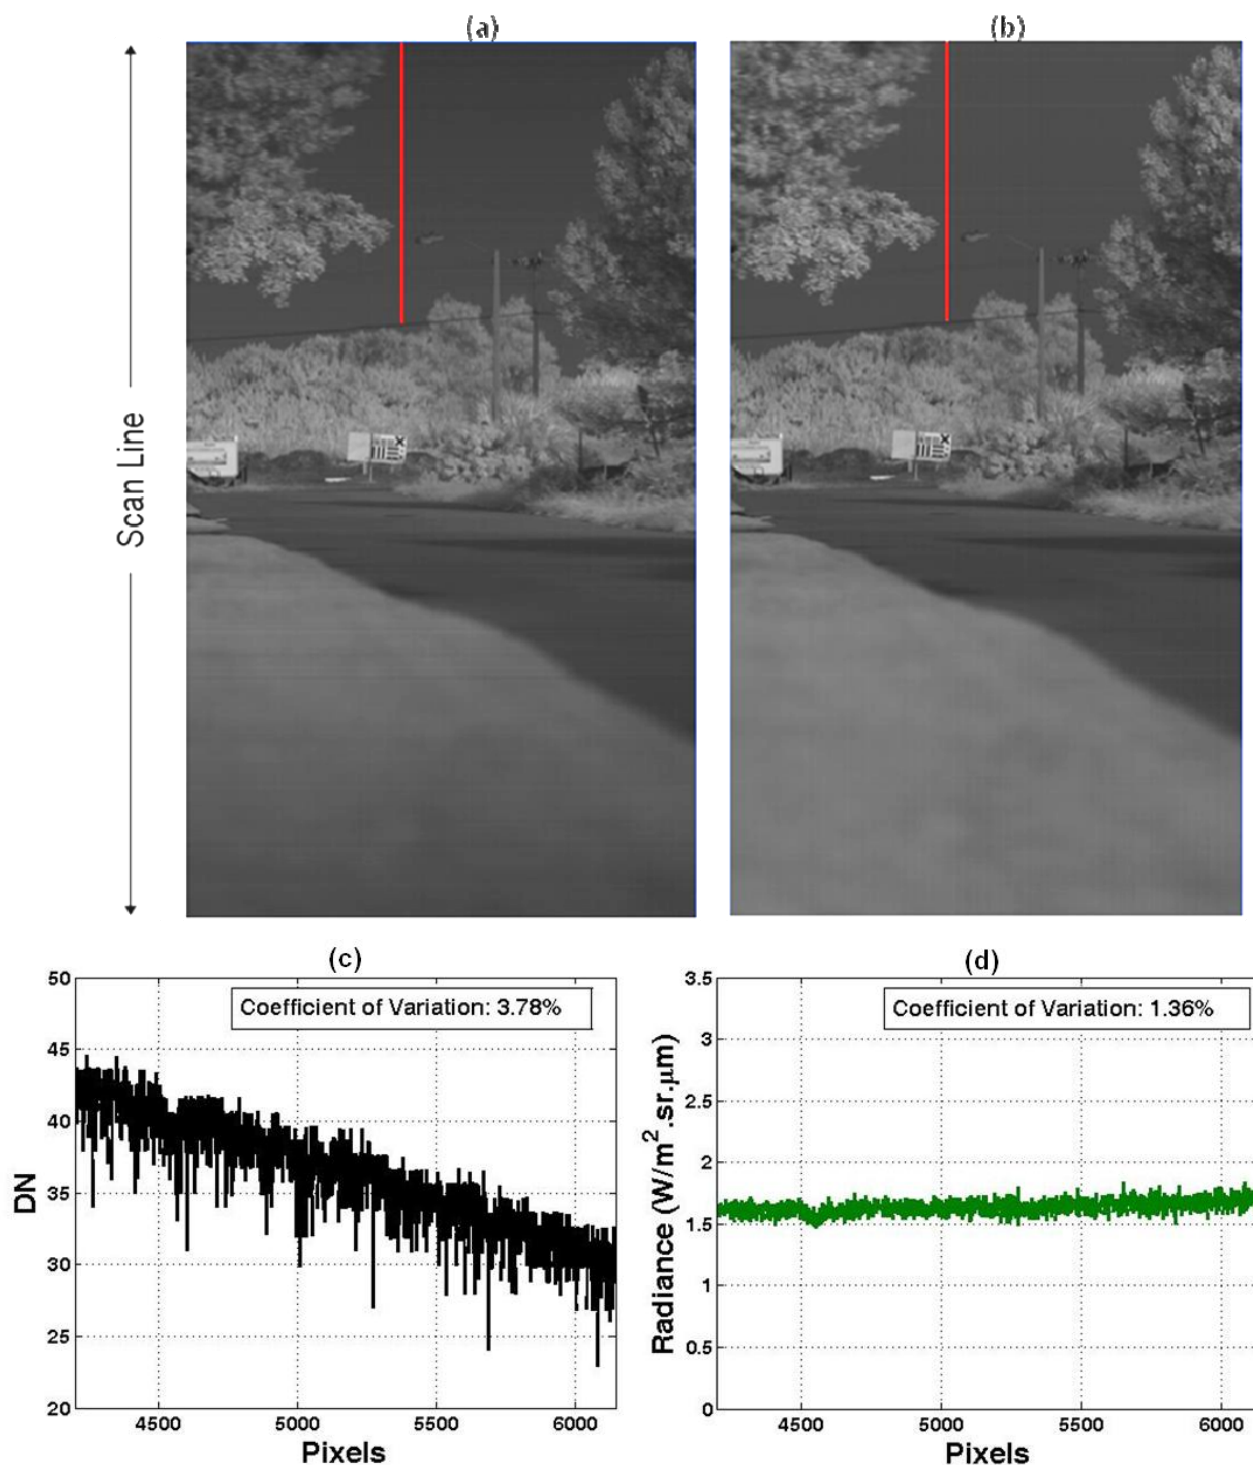 (a)
(b)
Scan Line
(c)
(d)
50
45
40
35
30
25
20
DN
Coefficient of Variation: 3.78%
4500
5000
5500
6000
Pixels
3.5
3
2.5
2
1.5
1
0.5
0
Radiance (W/m².sr.μm)
Coefficient of Variation: 1.36%
4500
5000
5500
6000
Pixels